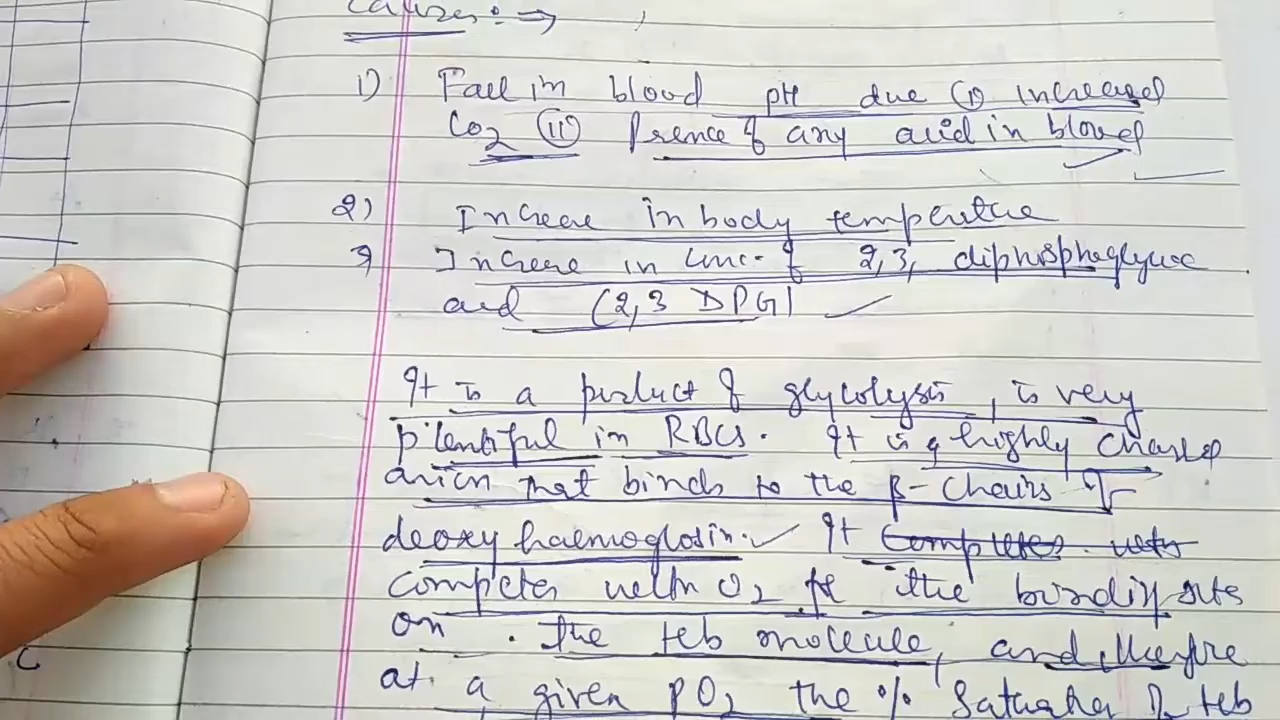 Causes:→
1) Fall in blood pH due (i) increased
CO2 (ii) Prsence of any acid in blood
2) Increase in body temperature
3 Increase in conc. of 2,3, diphosphoglyce
acid (2,3 DPG) ✓
It is a product of glycolysis, is very
plentiful in RBCs. It is a highly charged
anion that binds to the β-chains of
deoxy haemoglobin. ✓ It
competes with O2 for the binding sites
on . the Hb molecule, and therefore
at a given PO2 the % Saturation of Hb
C